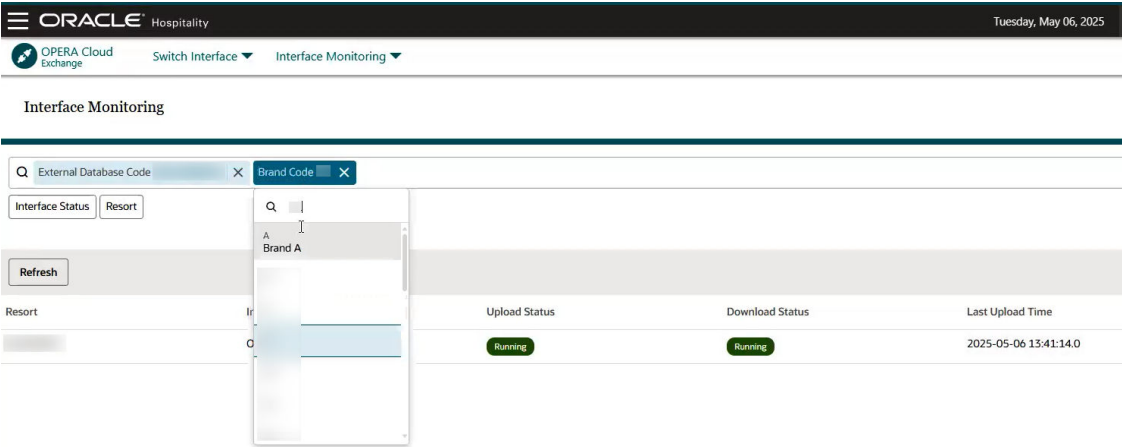 ORACLE Hospitality
Tuesday, May 06, 2025
OPERA Cloud
Exchange
Switch Interface
Interface Monitoring
Interface Monitoring
External Database Code
Brand Code
Interface Status
Resort
A
Brand A
Refresh
Resort
Upload Status
Download Status
Last Upload Time
Running
Running
2025-05-06 13:41:14.0